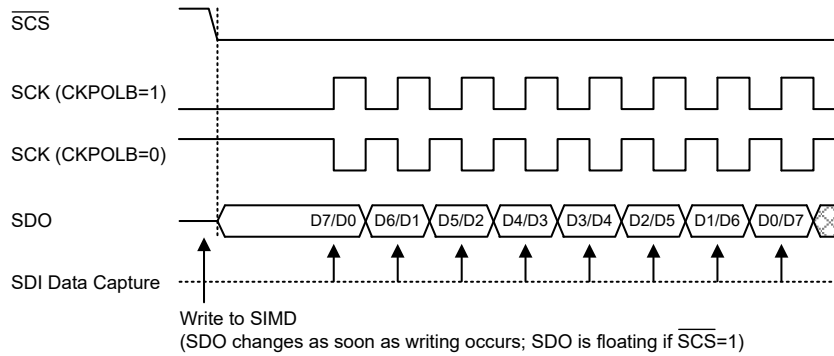 SCS
SCK (CKPOLB=1)
SCK (CKPOLB=0)
SDO D7/D0 D6/D1 D5/D2 D4/D3 D3/D4 D2/D5 D1/D6 D0/D7
SDI Data Capture
Write to SIMD
(SDO changes as soon as writing occurs; SDO is floating if SCS=1)